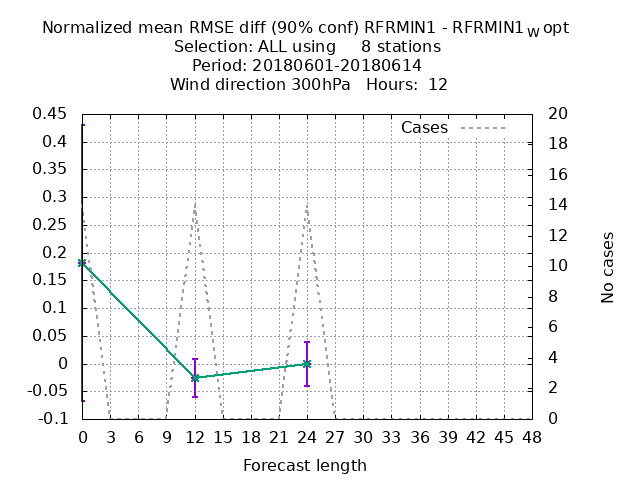 Normalized mean RMSE diff (90% conf) RFRMIN1 - RFRMIN1wopt
Selection: ALL using 8 stations
Period: 20180601-20180614
Wind direction 300hPa Hours: 12
Cases
0.45
0.4
0.35
0.3
0.25
0.2
0.15
0.1
0.05
0
-0.05
-0.1
20
18
16
14
12
10
8
6
4
2
0
No cases
0 3 6 9 12 15 18 21 24 27 30 33 36 39 42 45 48
Forecast length